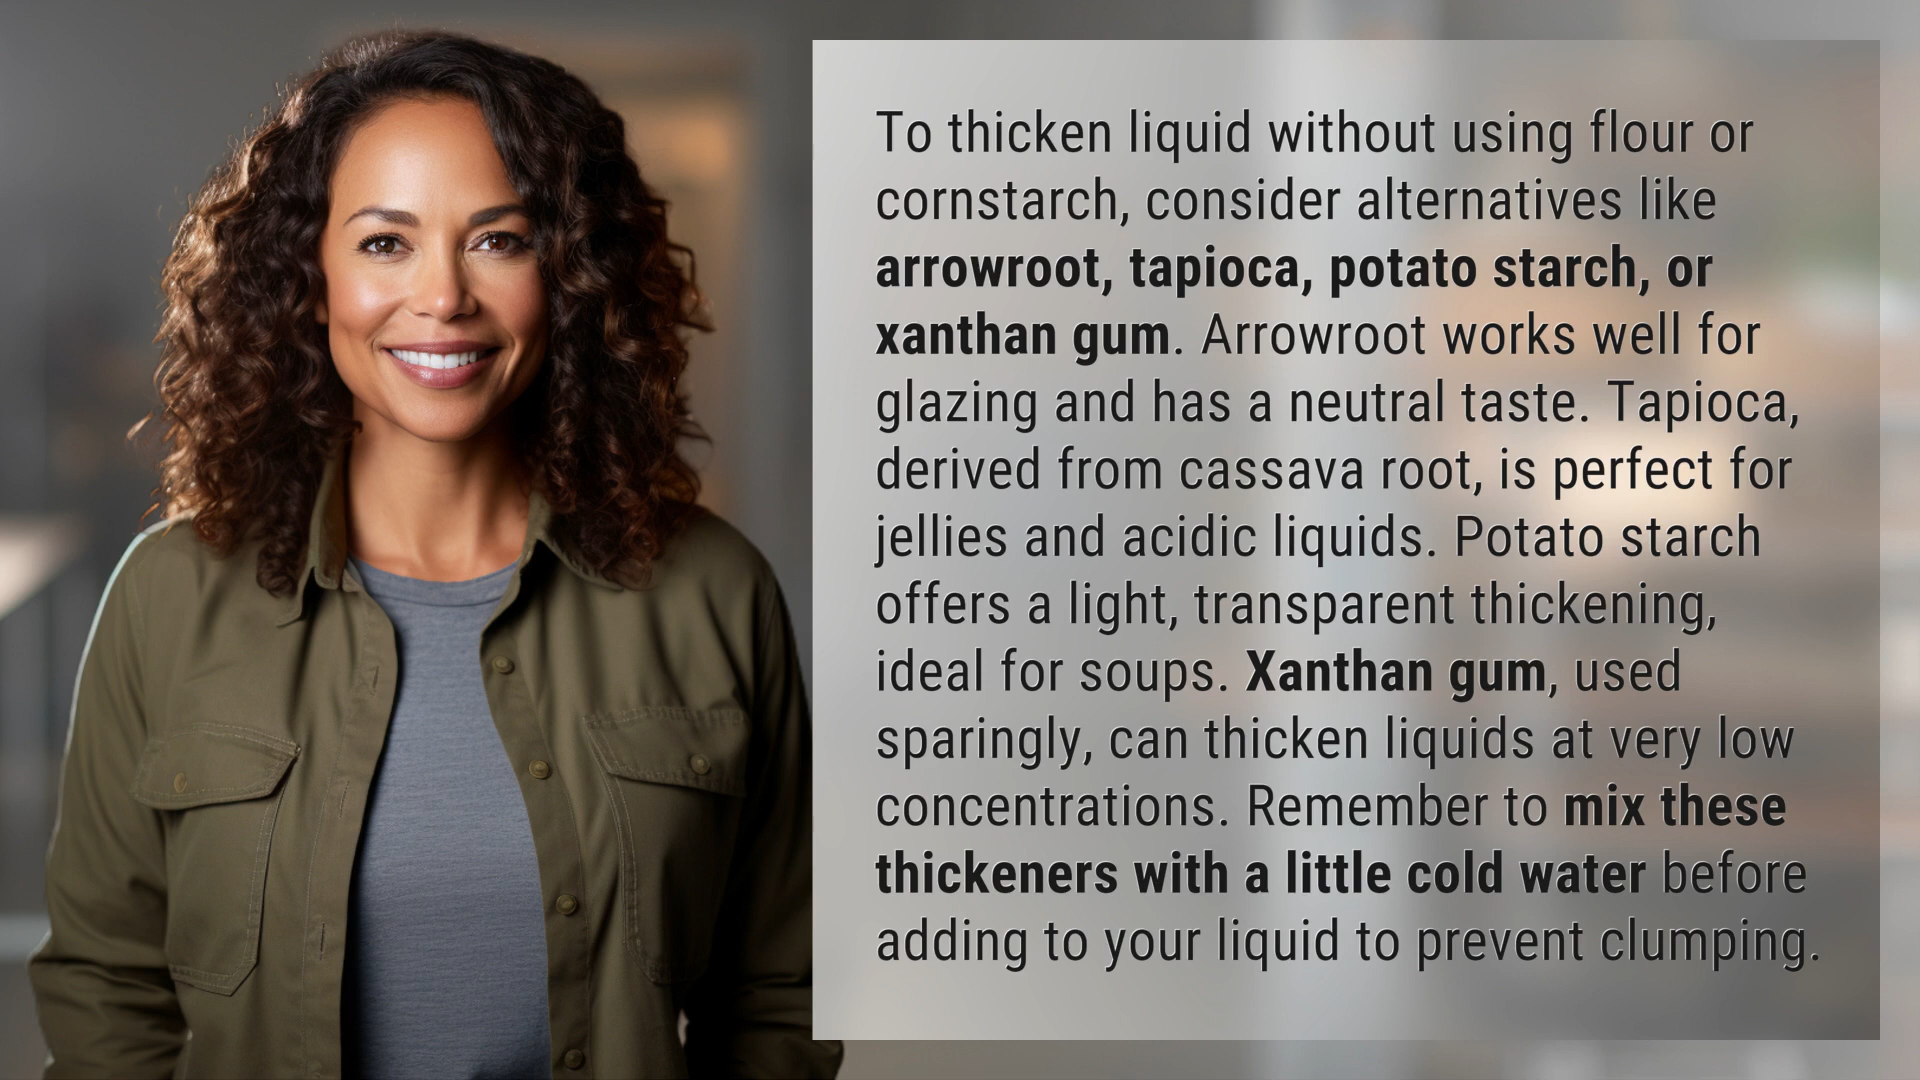 To thicken liquid without using flour or
cornstarch, consider alternatives like
arrowroot, tapioca, potato starch, or
xanthan gum. Arrowroot works well for
glazing and has a neutral taste. Tapioca,
derived from cassava root, is perfect for
jellies and acidic liquids. Potato starch
offers a light, transparent thickening,
ideal for soups. Xanthan gum, used
sparingly, can thicken liquids at very low
concentrations. Remember to mix these
thickeners with a little cold water before
adding to your liquid to prevent clumping.